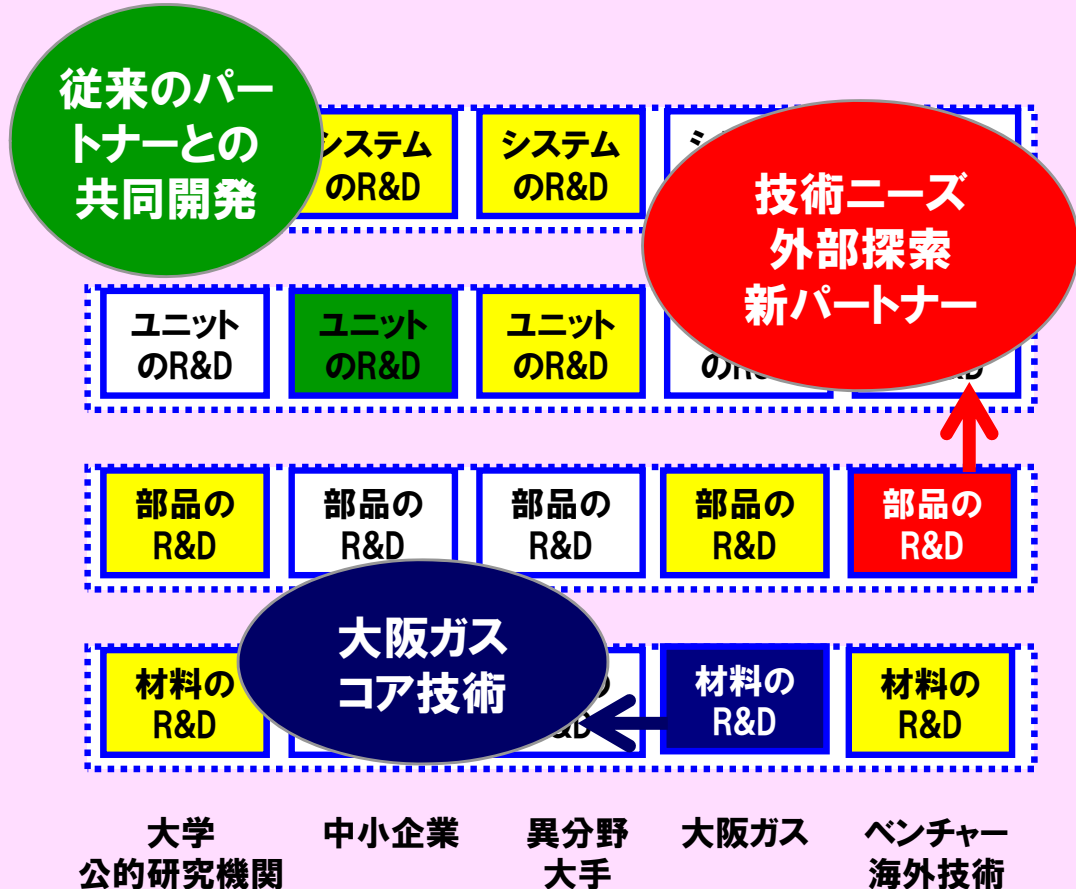 従来のパー
トナーとの
共同開発
システム
のR&D
システム
のR&D
技術ニーズ
外部探索
新パートナー
ユニット
のR&D
ユニット
のR&D
ユニット
のR&D
部品の
R&D
部品の
R&D
部品の
R&D
部品の
R&D
部品の
R&D
大阪ガス
コア技術
材料の
R&D
材料の
R&D
材料の
R&D
大学
公的研究機関
中小企業
異分野
大手
大阪ガス
ベンチャー
海外技術